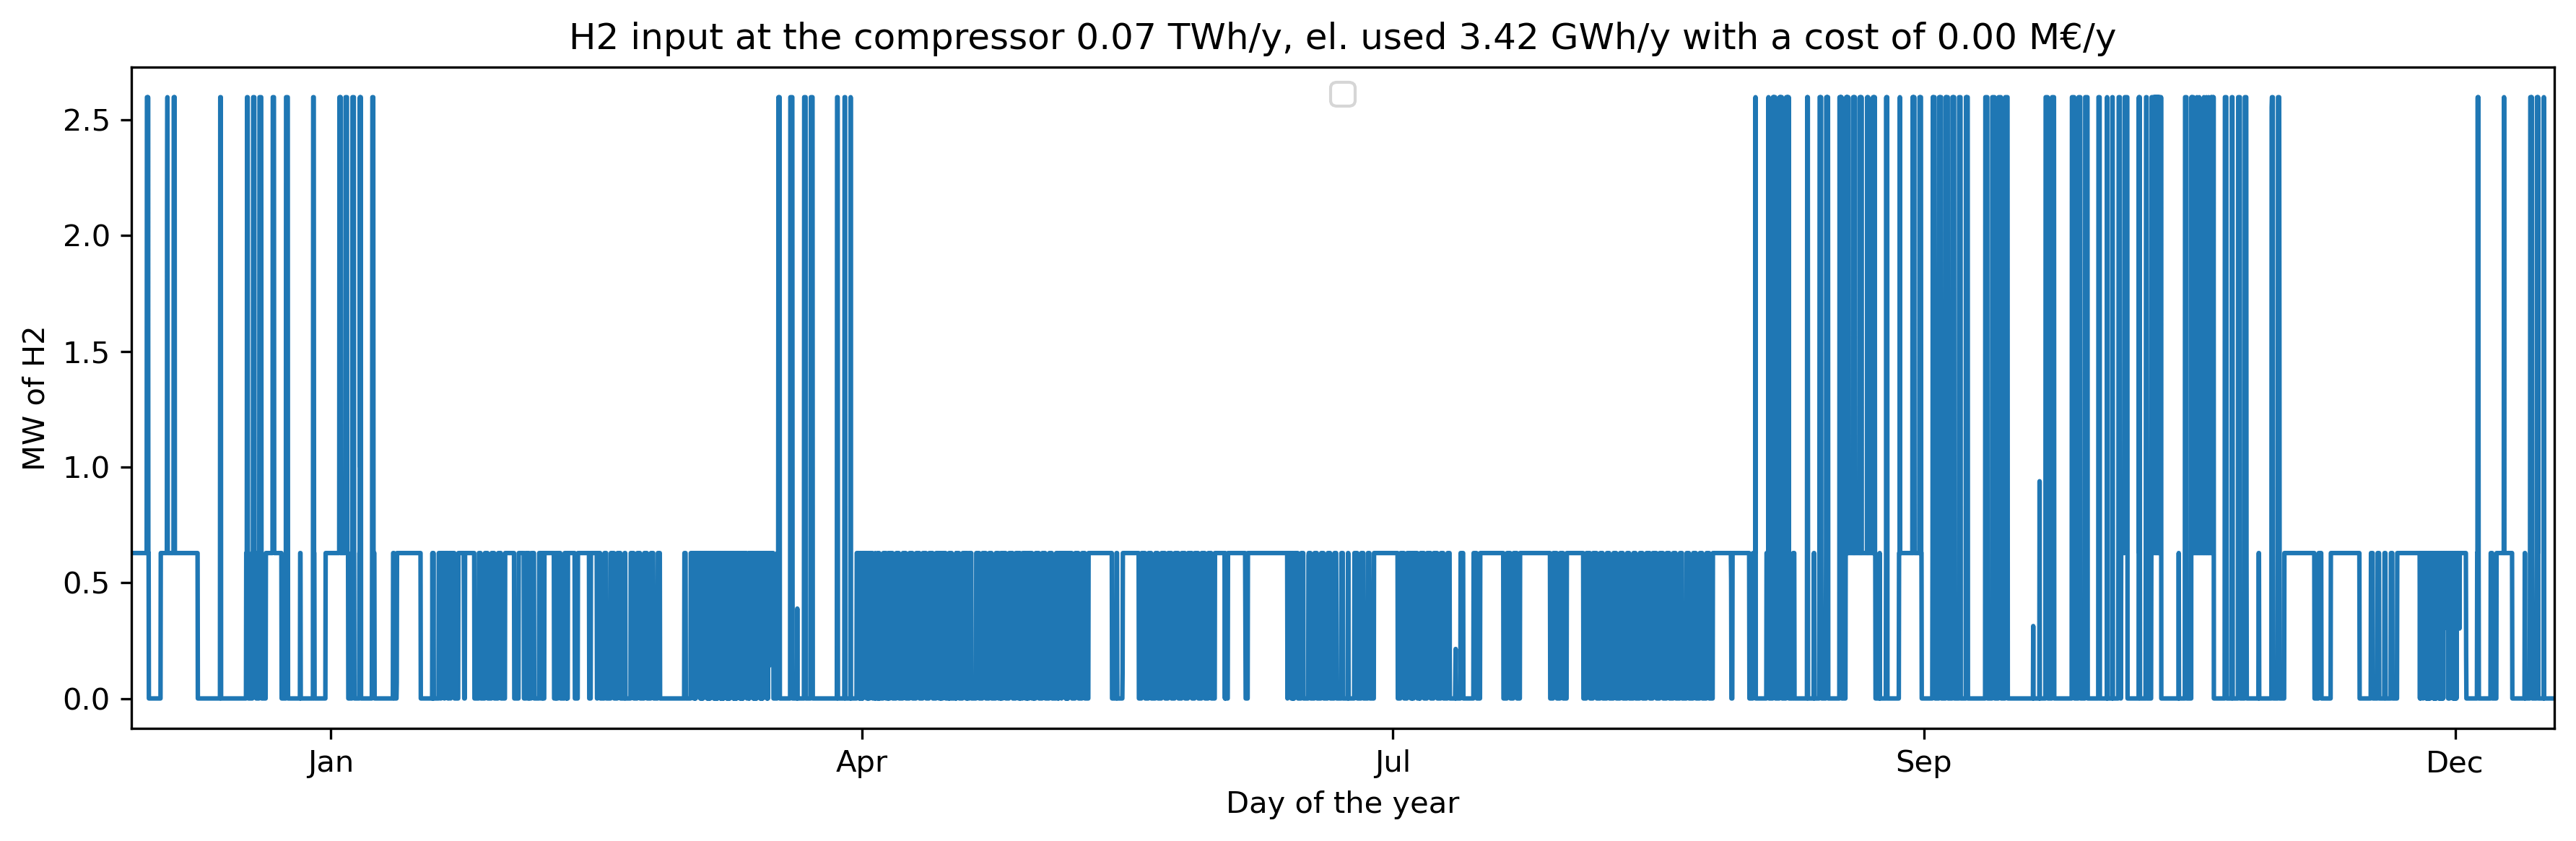 H2 input at the compressor 0.07 TWh/y, el. used 3.42 GWh/y with a cost of 0.00 M€/y
MW of H2
2.5
2.0
1.5
1.0
0.5
0.0
Jan Apr Jul Sep Dec
Day of the year